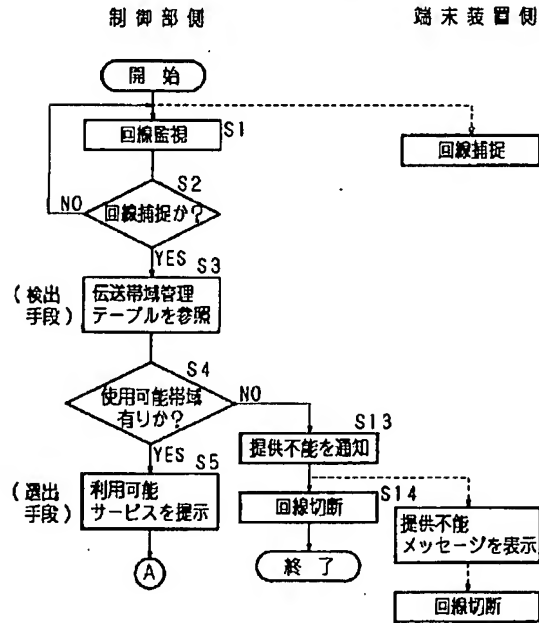 制御部側
端末装置側
開始
回線監視
S1
回線捕捉
S2
NO
回線捕捉か?
YES
S3
(検出
手段)
伝送帯域管理
テーブルを参照
S4
使用可能帯域
有りか?
NO
YES
S13
提供不能を通知
S5
(選出
手段)
利用可能
サービスを提示
S14
回線切断
提供不能
メッセージを表示
A
終了
回線切断